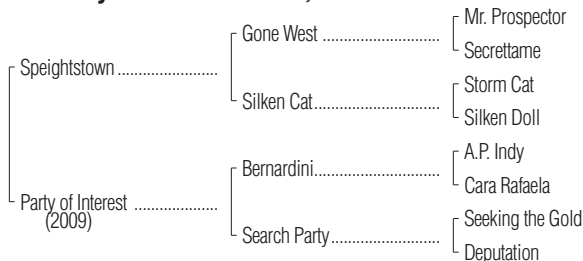 Mr. Prospector
Gone West
Secrettame
Speightstown
Storm Cat
Silken Cat
Silken Doll
A.P. Indy
Bernardini
Cara Rafaela
Party of Interest
(2009)
Seeking the Gold
Search Party
Deputation